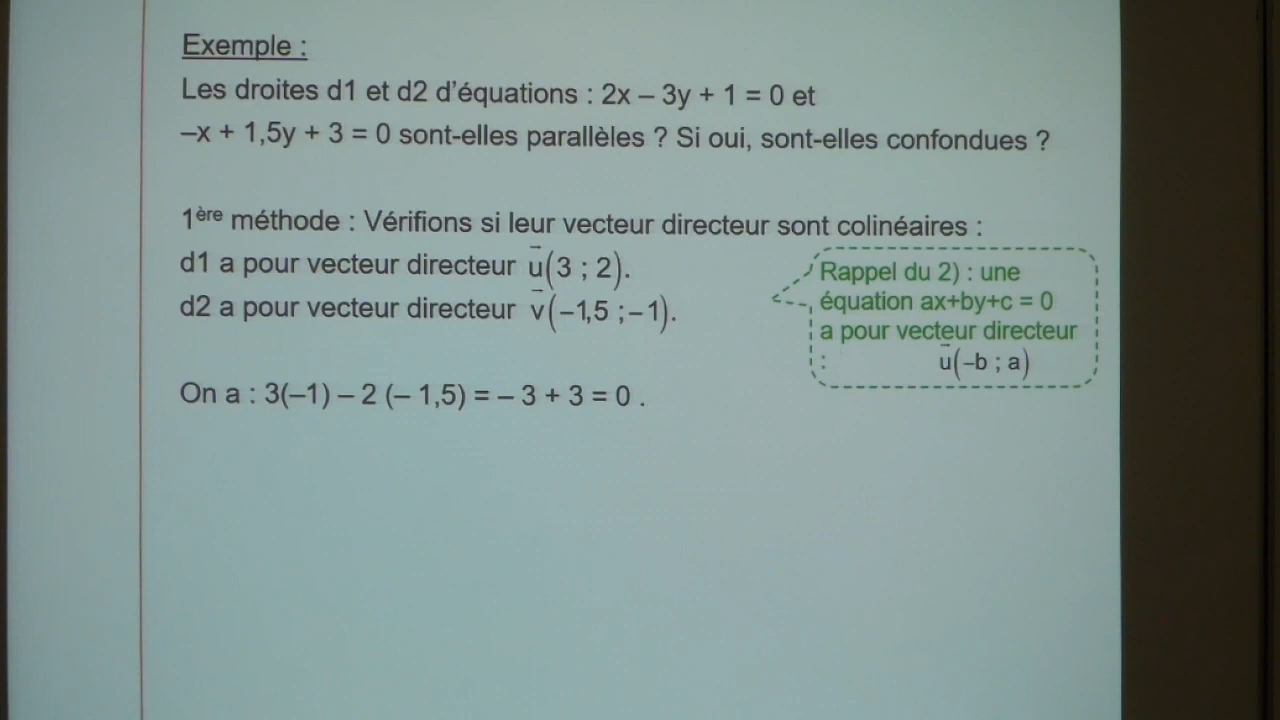 Exemple :
Les droites d1 et d2 d'équations : 2x – 3y + 1 = 0 et
–x + 1,5y + 3 = 0 sont-elles parallèles ? Si oui, sont-elles confondues ?
1ère méthode : Vérifions si leur vecteur directeur sont colinéaires :
d1 a pour vecteur directeur u⃗(3 ; 2).
d2 a pour vecteur directeur v⃗(–1,5 ; –1).
Rappel du 2) : une
équation ax+by+c = 0
a pour vecteur directeur
: u⃗(–b ; a)
On a : 3(–1) – 2 (– 1,5) = – 3 + 3 = 0 .